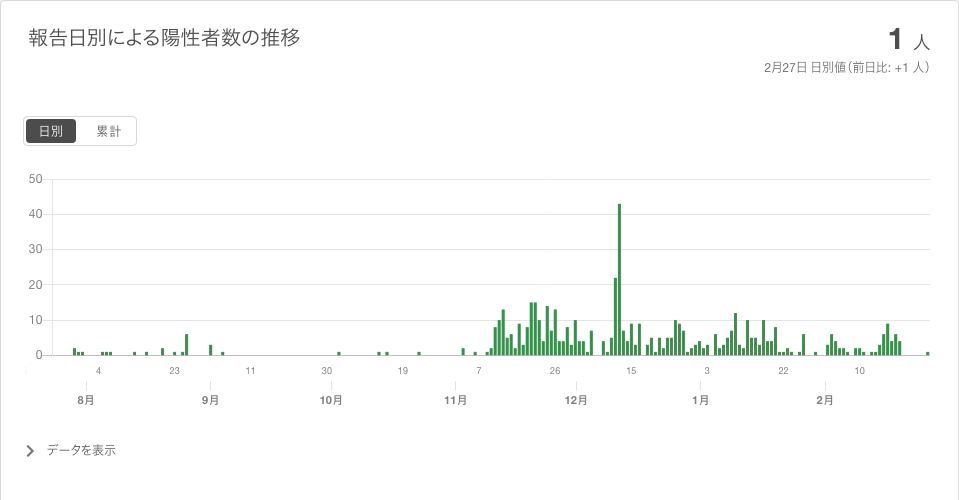 報告日別による陽性者数の推移
1 人
2月27日 日別値（前日比: +1 人）
日別 累計
50
40
30
20
10
0
4 23 11 30 19 7 26 15 3 22 10
8月 9月 10月 11月 12月 1月 2月
データを表示